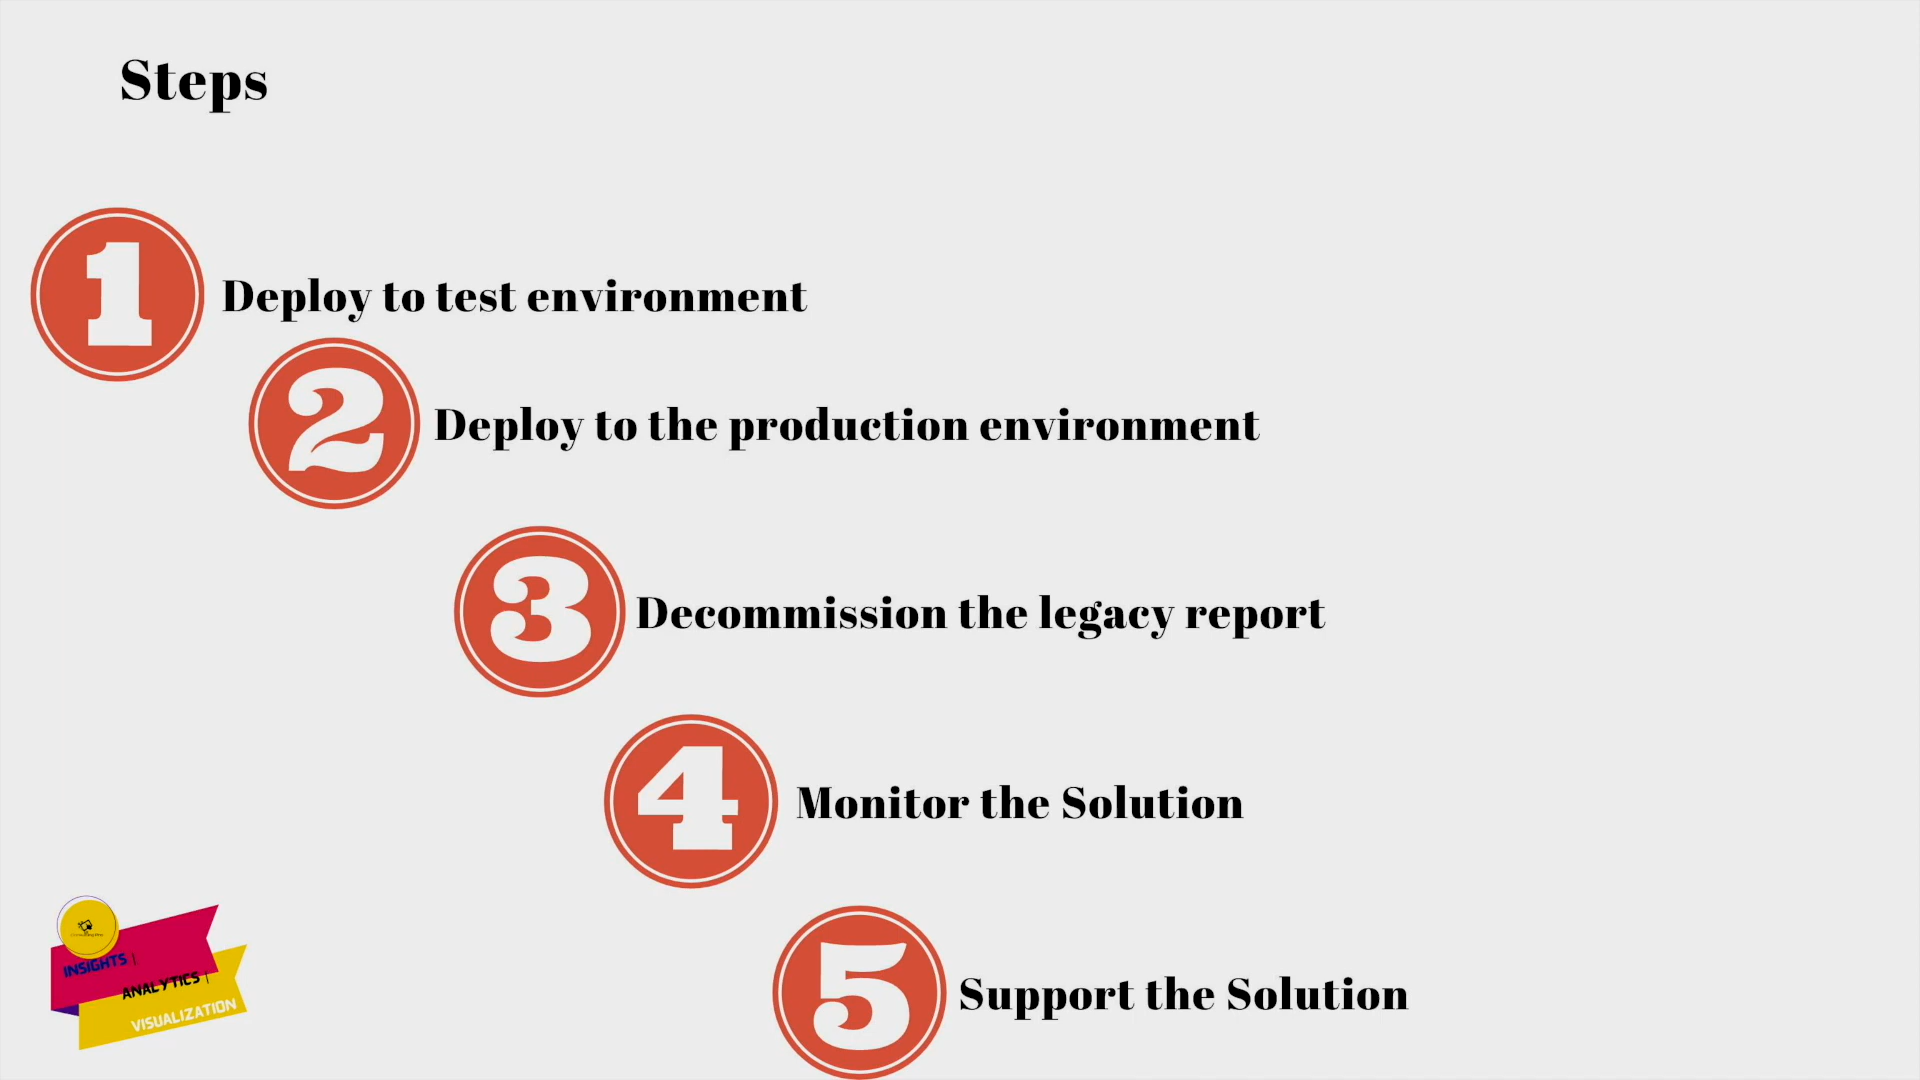 Steps
1
Deploy to test environment
2
Deploy to the production environment
3
Decommission the legacy report
4
Monitor the Solution
5
Support the Solution
INSIGHTS |
ANALYTICS |
VISUALIZATION